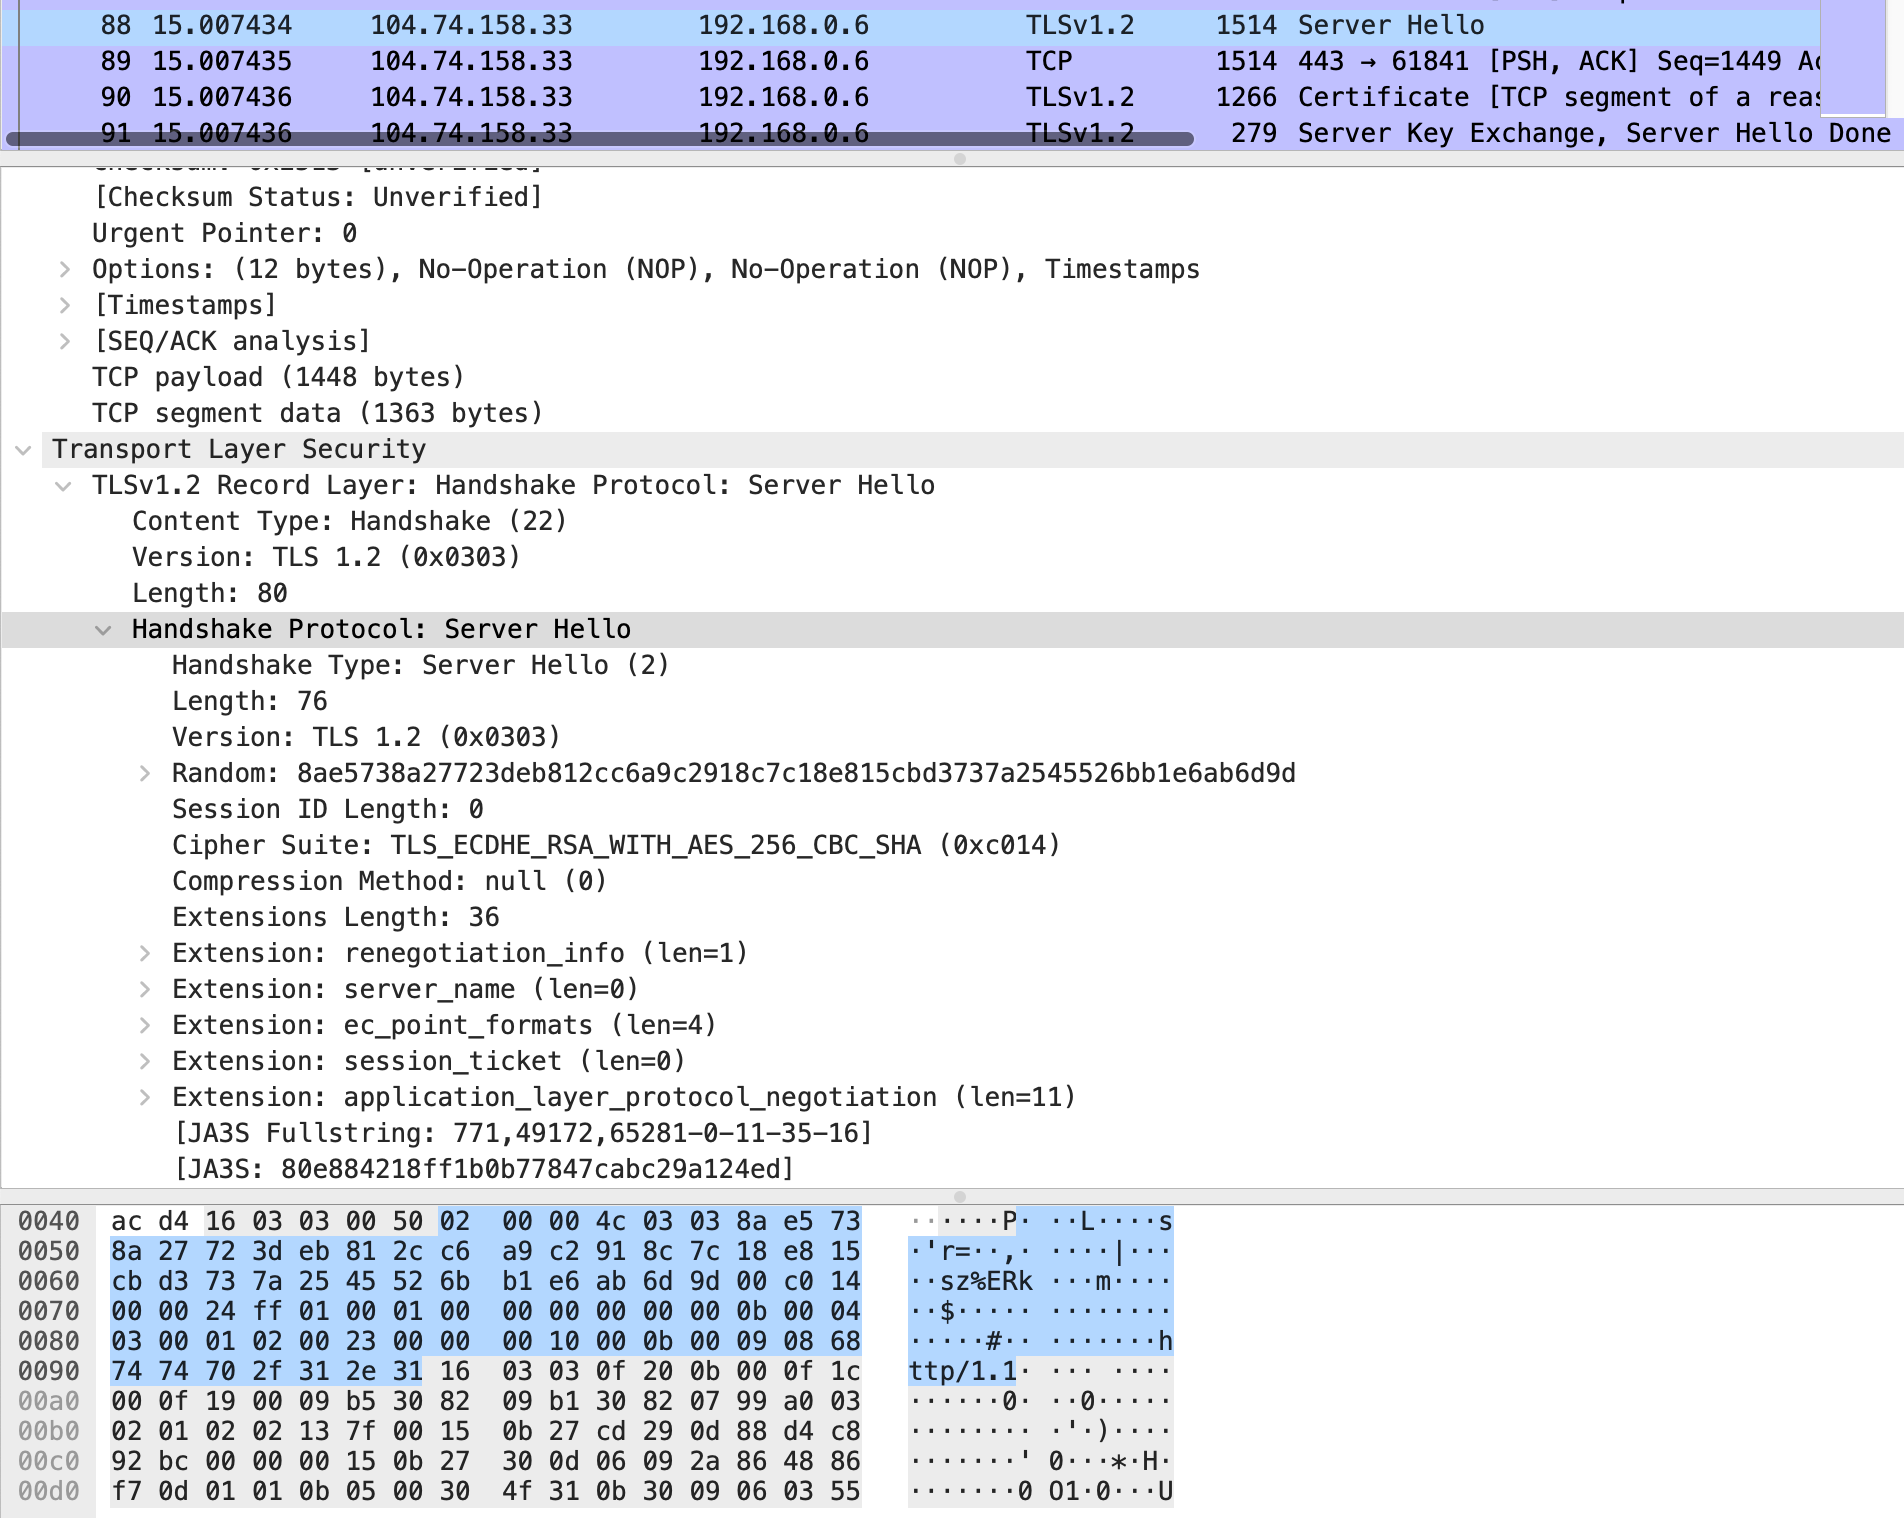 88 15.007434 104.74.158.33 192.168.0.6 TLSv1.2 1514 Server Hello
89 15.007435 104.74.158.33 192.168.0.6 TCP 1514 443 → 61841 [PSH, ACK] Seq=1449
90 15.007436 104.74.158.33 192.168.0.6 TLSv1.2 1266 Certificate [TCP segment of a
91 15.007436 104.74.158.33 192.168.0.6 TLSv1.2 279 Server Key Exchange, Server Hello Done
[Checksum Status: Unverified]
Urgent Pointer: 0
Options: (12 bytes), No-Operation (NOP), No-Operation (NOP), Timestamps
[Timestamps]
[SEQ/ACK analysis]
TCP payload (1448 bytes)
TCP segment data (1363 bytes)
Transport Layer Security
TLSv1.2 Record Layer: Handshake Protocol: Server Hello
Content Type: Handshake (22)
Version: TLS 1.2 (0x0303)
Length: 80
Handshake Protocol: Server Hello
Handshake Type: Server Hello (2)
Length: 76
Version: TLS 1.2 (0x0303)
Random: 8ae5738a27723deb812cc6a9c2918c7c18e815cbd3737a2545526bb1e6ab6d9d
Session ID Length: 0
Cipher Suite: TLS_ECDHE_RSA_WITH_AES_256_CBC_SHA (0xc014)
Compression Method: null (0)
Extensions Length: 36
Extension: renegotiation_info (len=1)
Extension: server_name (len=0)
Extension: ec_point_formats (len=4)
Extension: session_ticket (len=0)
Extension: application_layer_protocol_negotiation (len=11)
[JA3S Fullstring: 771,49172,65281-0-11-35-16]
[JA3S: 80e884218ff1b0b77847cabc29a124ed]
0040 ac d4 16 03 03 00 50 02 00 00 4c 03 03 8a e5 73 ······P· ··L····s
0050 8a 27 72 3d eb 81 2c c6 a9 c2 91 8c 7c 18 e8 15 ·'r=··,· ····|···
0060 cb d3 73 7a 25 45 52 6b b1 e6 ab 6d 9d 00 c0 14 ··sz%ERk ···m····
0070 00 00 24 ff 01 00 01 00 00 00 00 00 00 0b 00 04 ··$····· ········
0080 03 00 01 02 00 23 00 00 00 10 00 0b 00 09 08 68 ·····#·· ·······h
0090 74 74 70 2f 31 2e 31 16 03 03 0f 20 0b 00 0f 1c ttp/1.1· ··· ····
00a0 00 0f 19 00 09 b5 30 82 09 b1 30 82 07 99 a0 03 ······0· ··0·····
00b0 02 01 02 02 13 7f 00 15 0b 27 cd 29 0d 88 d4 c8 ········ ·'·)····
00c0 92 bc 00 00 00 15 0b 27 30 0d 06 09 2a 86 48 86 ·······' 0···*·H·
00d0 f7 0d 01 01 0b 05 00 30 4f 31 0b 30 09 06 03 55 ·······0 O1·0···U